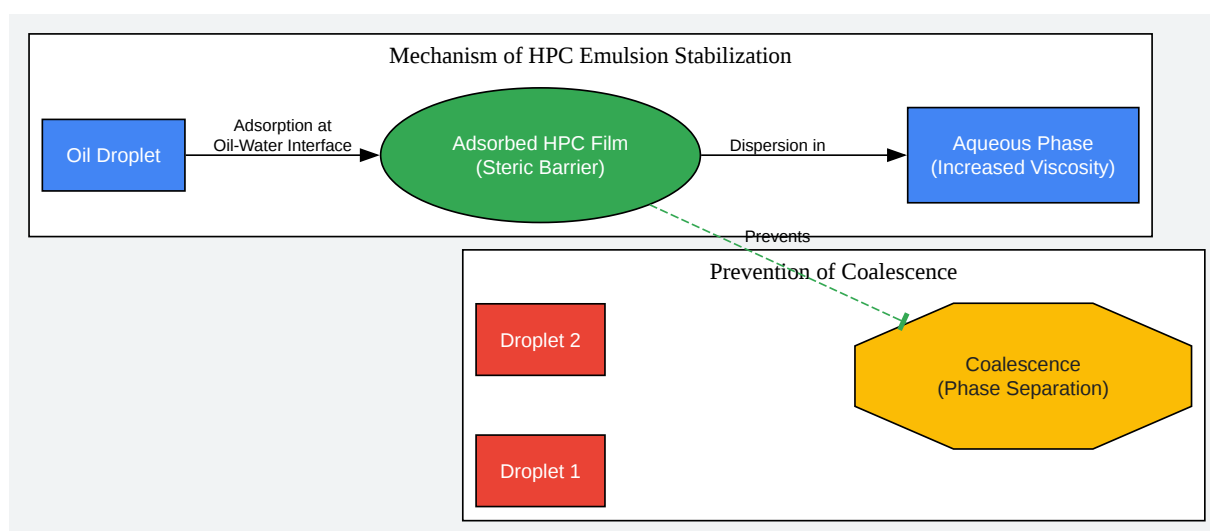 Mechanism of HPC Emulsion Stabilization
Oil Droplet
Adsorption at
Oil-Water Interface
Adsorbed HPC Film
(Steric Barrier)
Dispersion in
Aqueous Phase
(Increased Viscosity)
Prevents
Prevention of Coalescence
Droplet 2
Coalescence
(Phase Separation)
Droplet 1